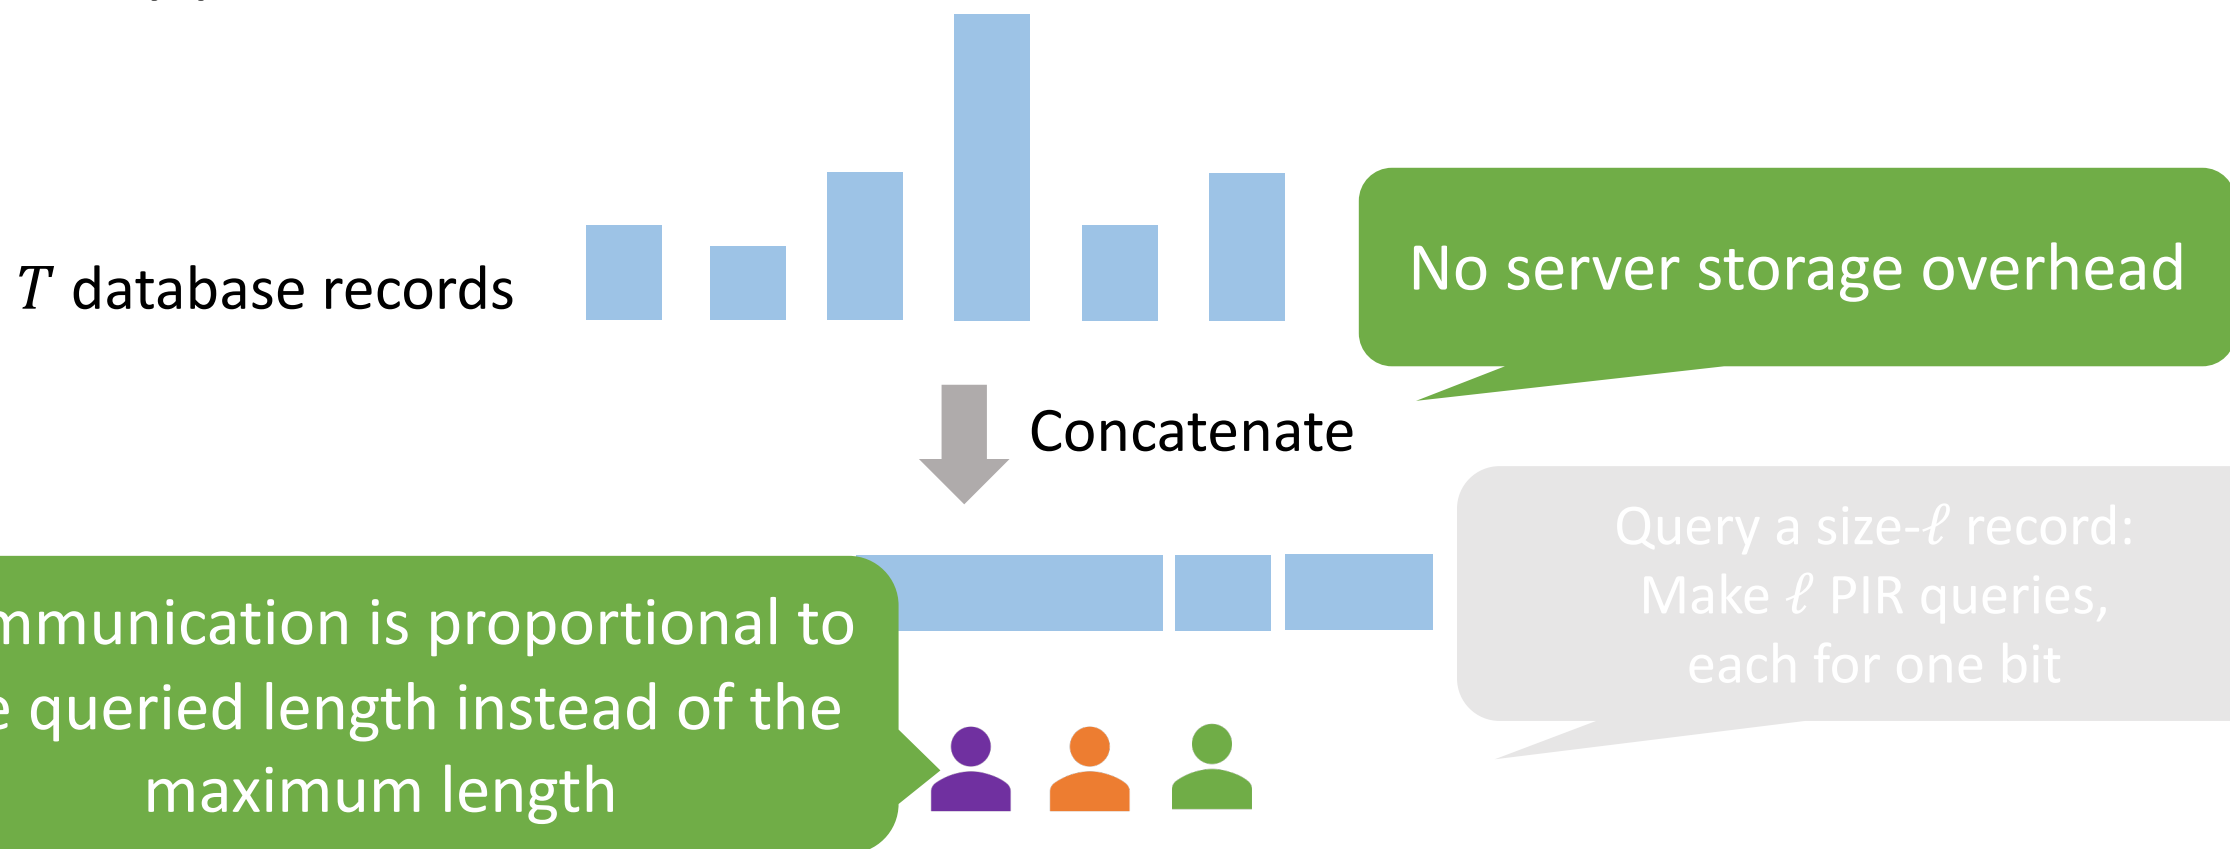 T database records
No server storage overhead
Concatenate
Query a size-ℓ record:
Make ℓ PIR queries,
each for one bit
is proportional to
queried length instead of the
maximum length